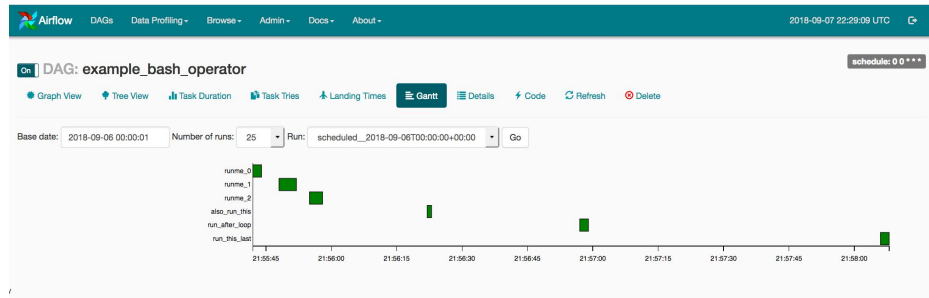 Airflow DAGs Data Profiling Browse Admin Docs About 2018-09-07 22:29:09 UTC
On DAG: example_bash_operator schedule: 0 0 * * *
Graph View Tree View Task Duration Task Tries Landing Times Gantt Details Code Refresh Delete
Base date: 2018-09-06 00:00:01 Number of runs: 25 Run: scheduled__2018-09-06T00:00:00+00:00 Go
runme_0
runme_1
runme_2
also_run_this
run_after_loop
run_this_last
21:55:45 21:56:00 21:56:15 21:56:30 21:56:45 21:57:00 21:57:15 21:57:30 21:57:45 21:58:00
/